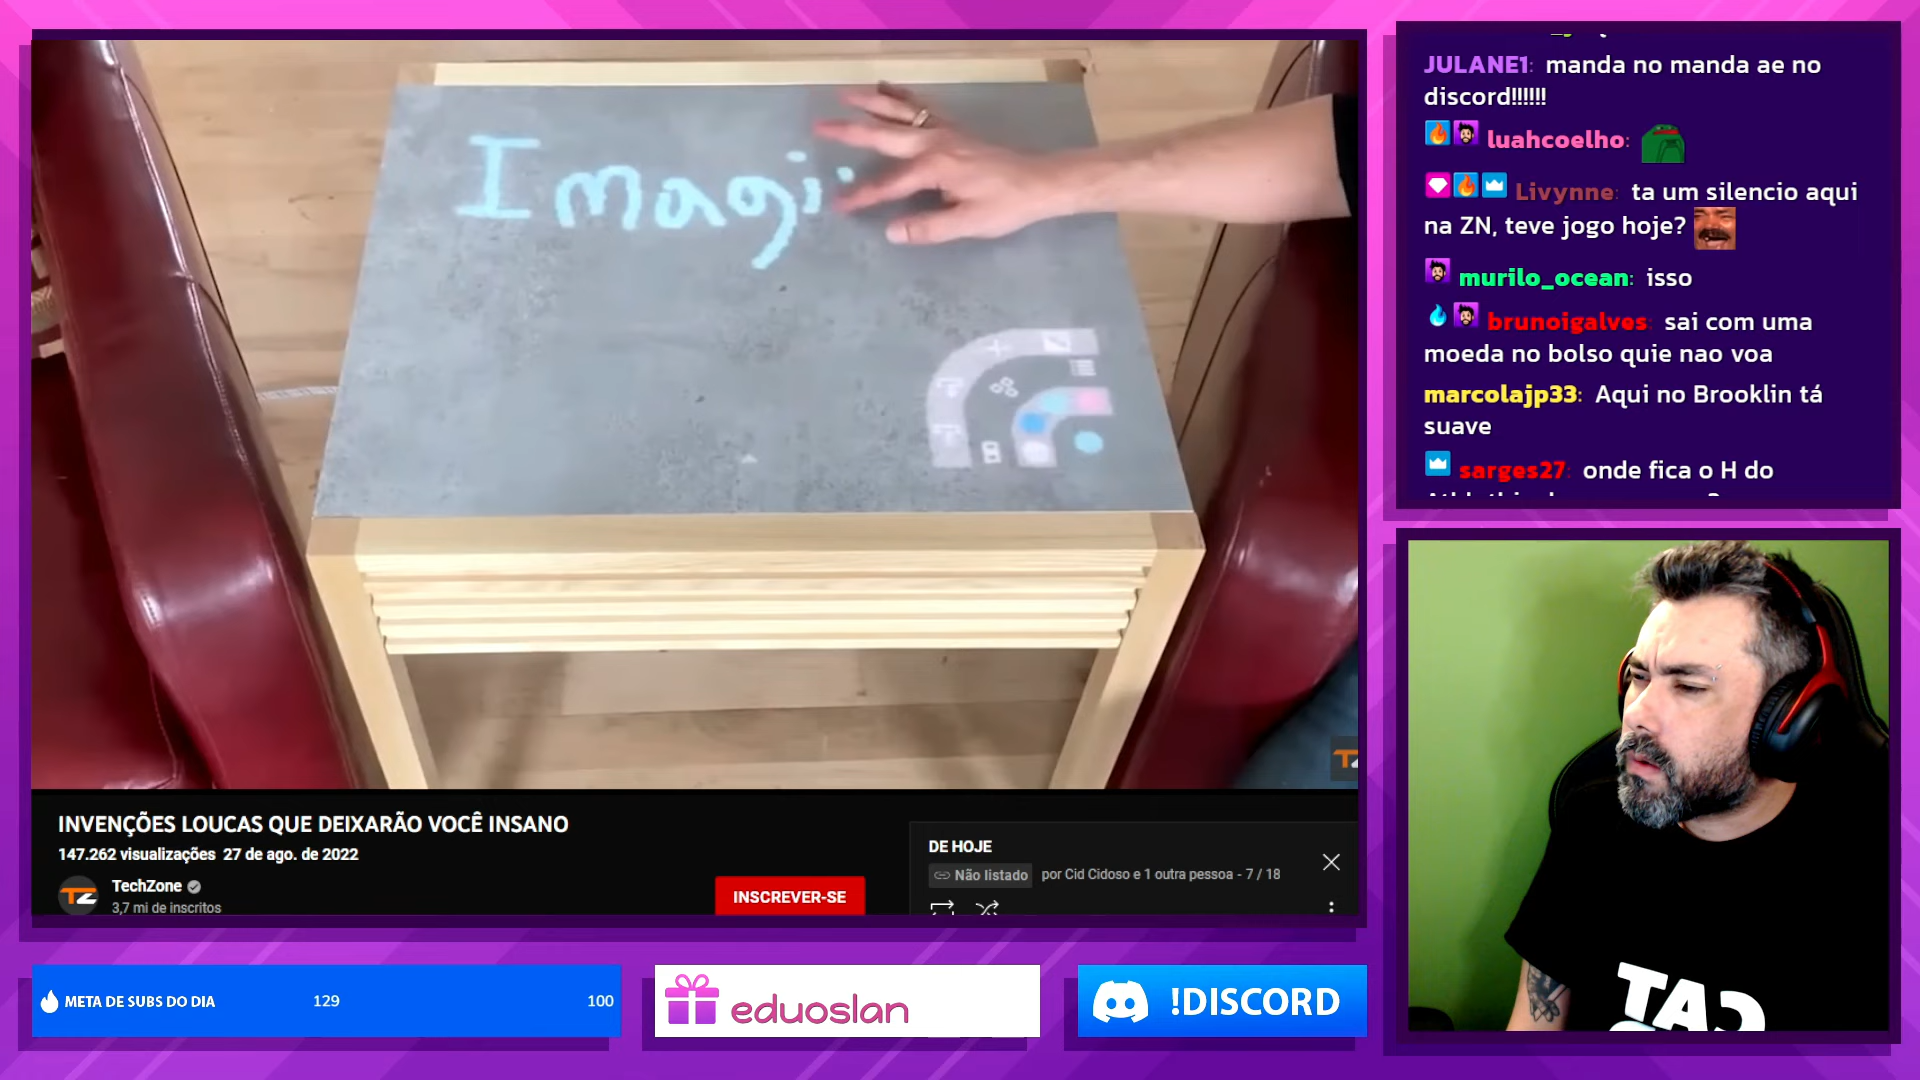 JULANE1: manda no manda ae no
discord!!!!!!
luahcoelho:
Livynne: ta um silencio aqui
na ZN, teve jogo hoje?
murilo_ocean: isso
brunoigalves: sai com uma
moeda no bolso quie nao voa
marcolajp33: Aqui no Brooklin tá
suave
sarges27: onde fica o H do
Imagi
TZ
INVENÇÕES LOUCAS QUE DEIXARÃO VOCÊ INSANO
147.262 visualizações 27 de ago. de 2022
TZ
TechZone
3,7 mi de inscritos
INSCREVER-SE
DE HOJE
Não listado por Cid Cidoso e 1 outra pessoa - 7 / 18
META DE SUBS DO DIA 129 100
eduoslan
!DISCORD